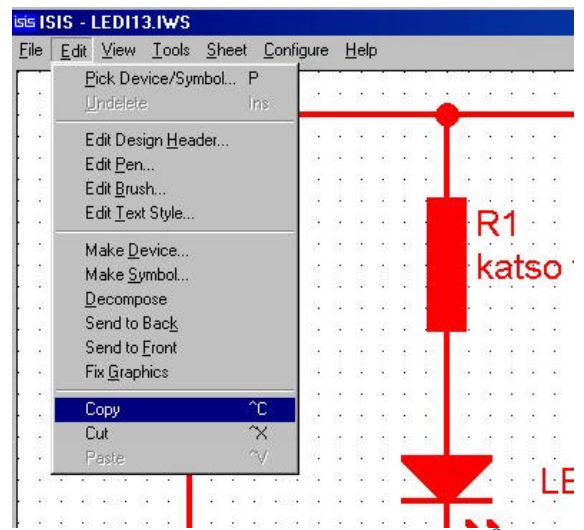 isis ISIS - LEDI13.IWS
File Edit View Tools Sheet Configure Help
Pick Device/Symbol... P
Undelete Ins
Edit Design Header...
Edit Pen...
Edit Brush...
Edit Text Style...
Make Device...
Make Symbol...
Decompose
Send to Back
Send to Front
Fix Graphics
Copy ^C
Cut ^X
Paste ^V
R1
katso
LE